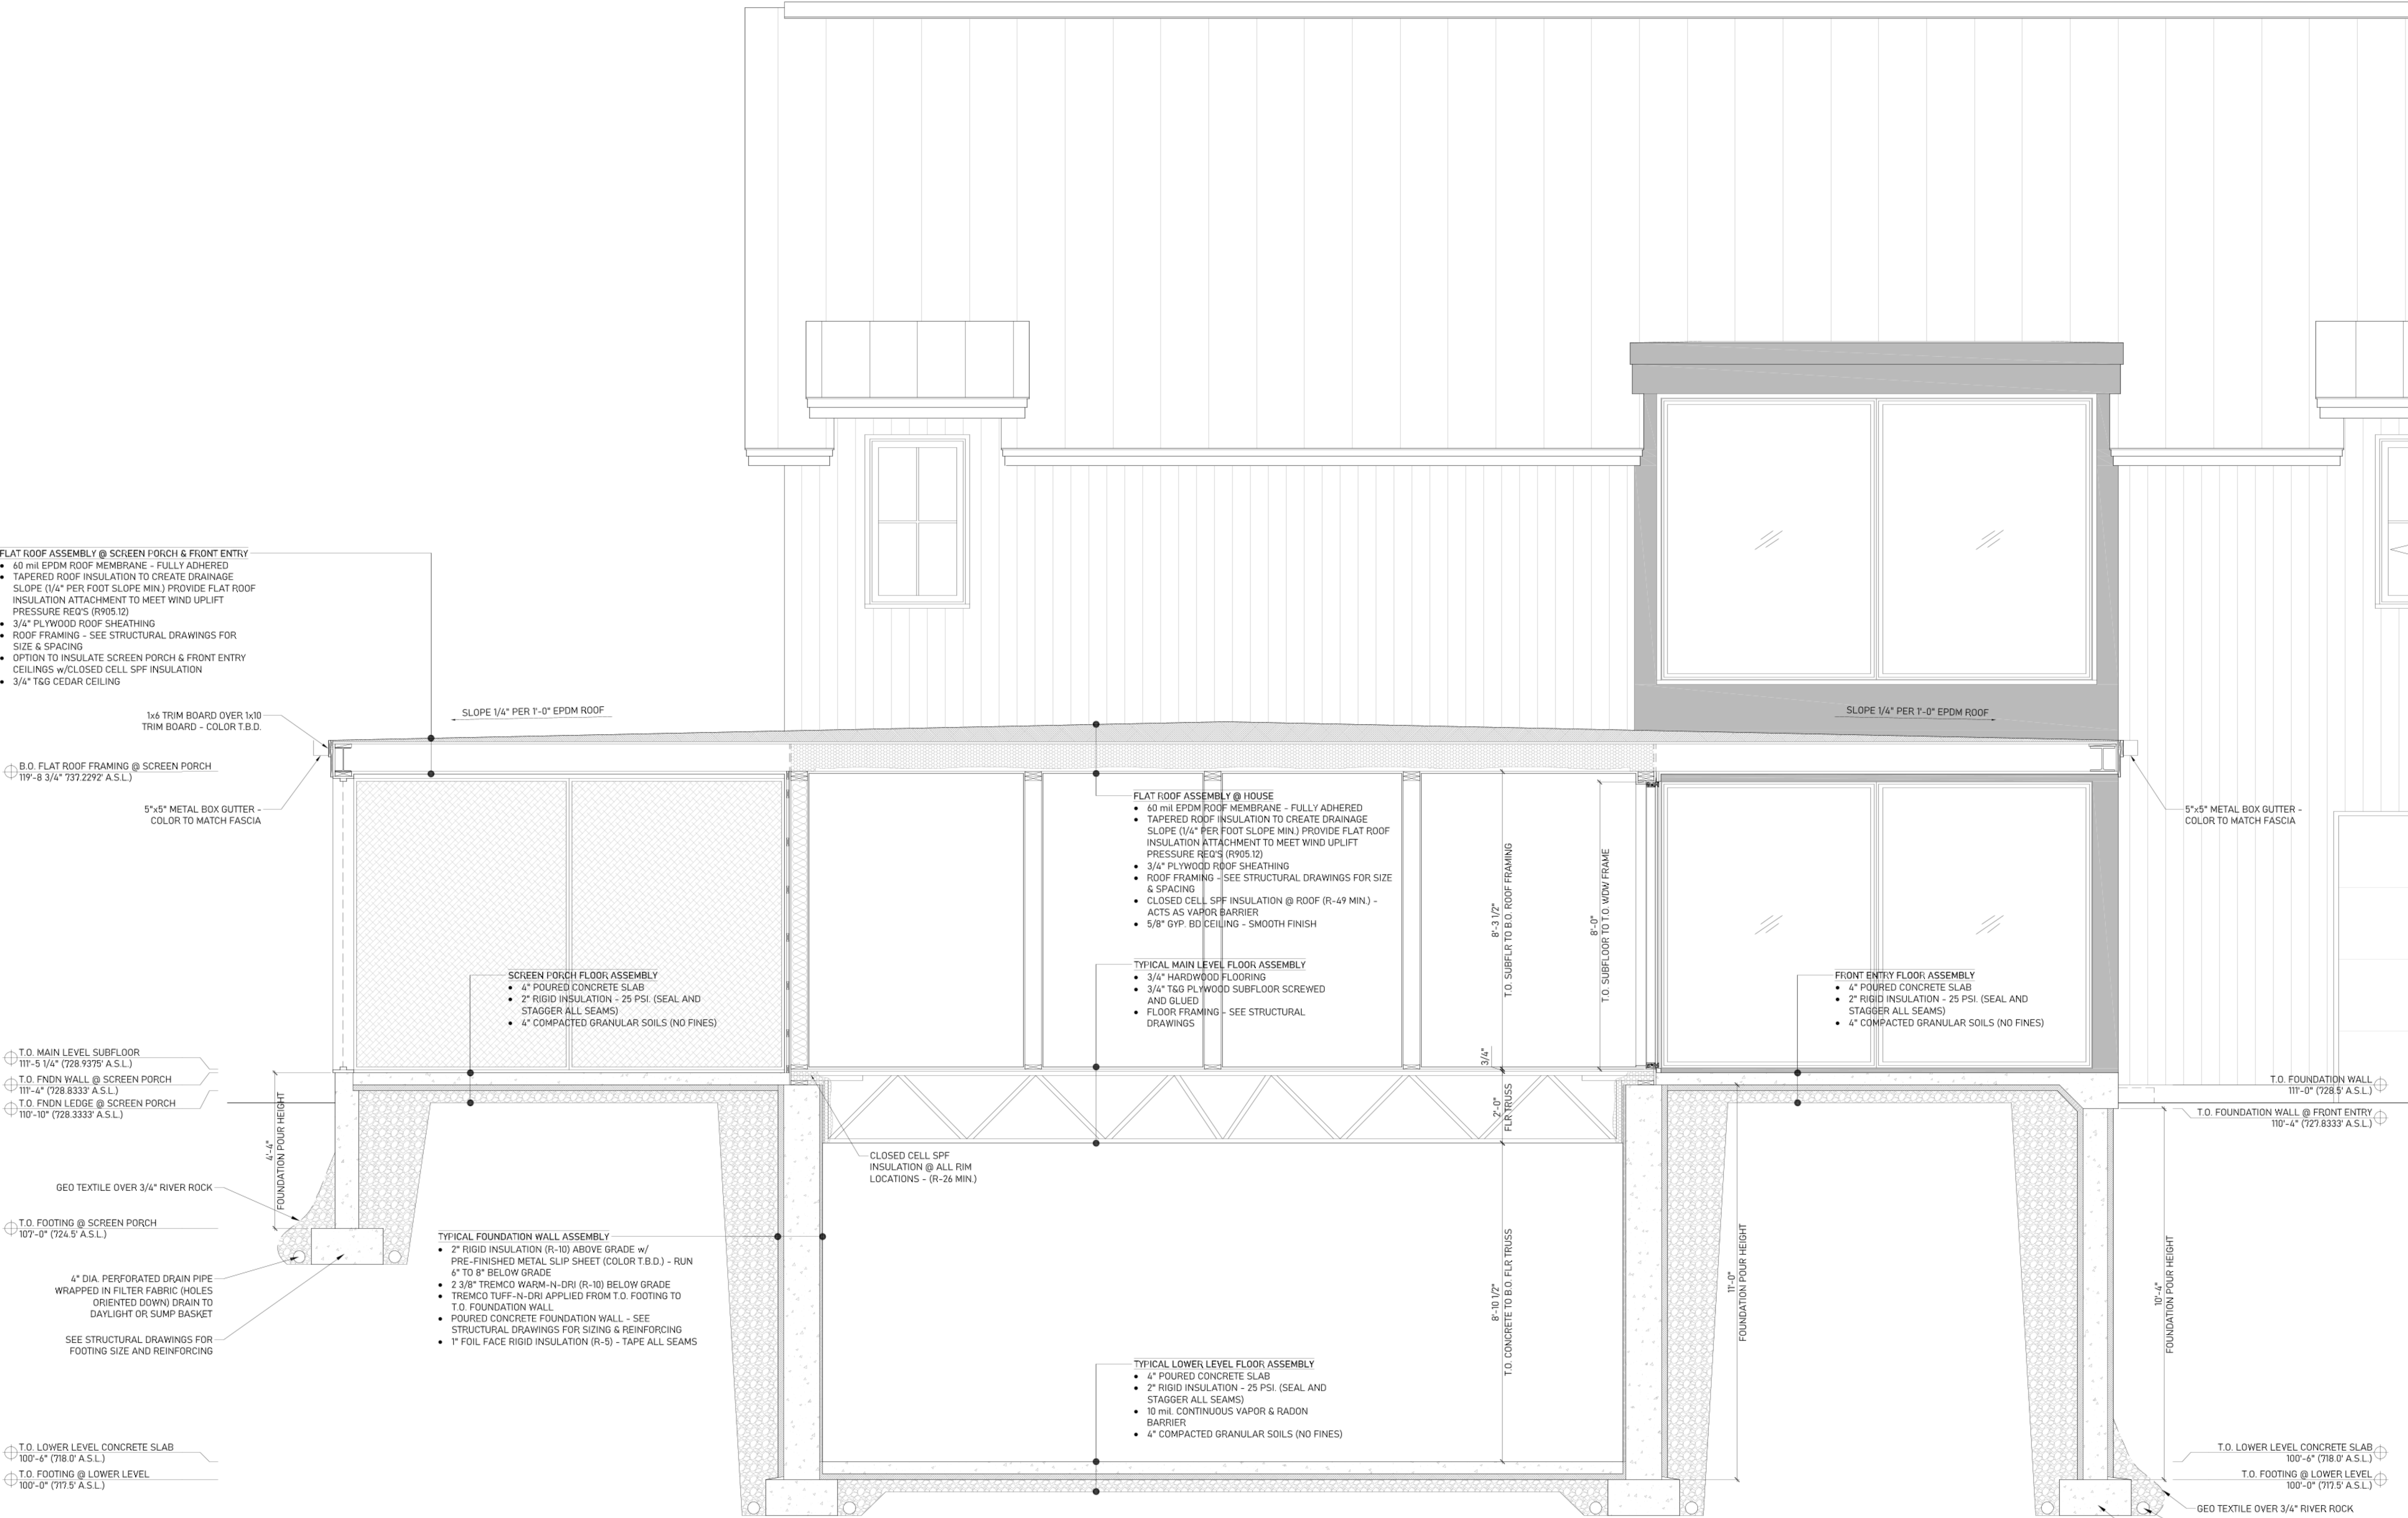 FLAT ROOF ASSEMBLY @ SCREEN PORCH & FRONT ENTRY
• 60 mil EPDM ROOF MEMBRANE - FULLY ADHERED
• TAPERED ROOF INSULATION TO CREATE DRAINAGE
SLOPE (1/4" PER FOOT SLOPE MIN.) PROVIDE FLAT ROOF
INSULATION ATTACHMENT TO MEET WIND UPLIFT
PRESSURE REQ'S (R905.12)
• 3/4" PLYWOOD ROOF SHEATHING
• ROOF FRAMING - SEE STRUCTURAL DRAWINGS FOR
SIZE & SPACING
• OPTION TO INSULATE SCREEN PORCH & FRONT ENTRY
CEILINGS w/CLOSED CELL SPF INSULATION
• 3/4" T&G CEDAR CEILING
1x6 TRIM BOARD OVER 1x10
TRIM BOARD - COLOR T.B.D.
SLOPE 1/4" PER 1'-0" EPDM ROOF
SLOPE 1/4" PER 1'-0" EPDM ROOF
B.O. FLAT ROOF FRAMING @ SCREEN PORCH
119'-8 3/4" 737.2292' A.S.L.)
5"x5" METAL BOX GUTTER -
COLOR TO MATCH FASCIA
FLAT ROOF ASSEMBLY @ HOUSE
• 60 mil EPDM ROOF MEMBRANE - FULLY ADHERED
• TAPERED ROOF INSULATION TO CREATE DRAINAGE
SLOPE (1/4" PER FOOT SLOPE MIN.) PROVIDE FLAT ROOF
INSULATION ATTACHMENT TO MEET WIND UPLIFT
PRESSURE REQ'S (R905.12)
• 3/4" PLYWOOD ROOF SHEATHING
• ROOF FRAMING - SEE STRUCTURAL DRAWINGS FOR SIZE
& SPACING
• CLOSED CELL SPF INSULATION @ ROOF (R-49 MIN.) -
ACTS AS VAPOR BARRIER
• 5/8" GYP. BD CEILING - SMOOTH FINISH
8'-3 1/2"
T.O. SUBFLR TO B.O. ROOF FRAMING
8'-0"
T.O. SUBFLOOR TO T.O. WDW FRAME
5"x5" METAL BOX GUTTER -
COLOR TO MATCH FASCIA
SCREEN PORCH FLOOR ASSEMBLY
• 4" POURED CONCRETE SLAB
• 2" RIGID INSULATION - 25 PSI. (SEAL AND
STAGGER ALL SEAMS)
• 4" COMPACTED GRANULAR SOILS (NO FINES)
TYPICAL MAIN LEVEL FLOOR ASSEMBLY
• 3/4" HARDWOOD FLOORING
• 3/4" T&G PLYWOOD SUBFLOOR SCREWED
AND GLUED
• FLOOR FRAMING - SEE STRUCTURAL
DRAWINGS
FRONT ENTRY FLOOR ASSEMBLY
• 4" POURED CONCRETE SLAB
• 2" RIGID INSULATION - 25 PSI. (SEAL AND
STAGGER ALL SEAMS)
• 4" COMPACTED GRANULAR SOILS (NO FINES)
T.O. MAIN LEVEL SUBFLOOR
111'-5 1/4" (728.9375' A.S.L.)
T.O. FNDN WALL @ SCREEN PORCH
111'-4" (728.8333' A.S.L.)
T.O. FNDN LEDGE @ SCREEN PORCH
110'-10" (728.3333' A.S.L.)
3/4"
2'-0"
FLR TRUSS
T.O. FOUNDATION WALL
111'-0" (728.5' A.S.L.)
T.O. FOUNDATION WALL @ FRONT ENTRY
110'-4" (727.8333' A.S.L.)
4'-4"
FOUNDATION POUR HEIGHT
CLOSED CELL SPF
INSULATION @ ALL RIM
LOCATIONS - (R-26 MIN.)
GEO TEXTILE OVER 3/4" RIVER ROCK
T.O. FOOTING @ SCREEN PORCH
107'-0" (724.5' A.S.L.)
TYPICAL FOUNDATION WALL ASSEMBLY
• 2" RIGID INSULATION (R-10) ABOVE GRADE w/
PRE-FINISHED METAL SLIP SHEET (COLOR T.B.D.) - RUN
6" TO 8" BELOW GRADE
• 2 3/8" TREMCO WARM-N-DRI (R-10) BELOW GRADE
• TREMCO TUFF-N-DRI APPLIED FROM T.O. FOOTING TO
T.O. FOUNDATION WALL
• POURED CONCRETE FOUNDATION WALL - SEE
STRUCTURAL DRAWINGS FOR SIZING & REINFORCING
• 1" FOIL FACE RIGID INSULATION (R-5) - TAPE ALL SEAMS
4" DIA. PERFORATED DRAIN PIPE
WRAPPED IN FILTER FABRIC (HOLES
ORIENTED DOWN) DRAIN TO
DAYLIGHT OR SUMP BASKET
SEE STRUCTURAL DRAWINGS FOR
FOOTING SIZE AND REINFORCING
8'-10 1/2"
T.O. CONCRETE TO B.O. FLR TRUSS
11'-0"
FOUNDATION POUR HEIGHT
10'-4"
FOUNDATION POUR HEIGHT
TYPICAL LOWER LEVEL FLOOR ASSEMBLY
• 4" POURED CONCRETE SLAB
• 2" RIGID INSULATION - 25 PSI. (SEAL AND
STAGGER ALL SEAMS)
• 10 mil. CONTINUOUS VAPOR & RADON
BARRIER
• 4" COMPACTED GRANULAR SOILS (NO FINES)
T.O. LOWER LEVEL CONCRETE SLAB
100'-6" (718.0' A.S.L.)
T.O. FOOTING @ LOWER LEVEL
100'-0" (717.5' A.S.L.)
T.O. LOWER LEVEL CONCRETE SLAB
100'-6" (718.0' A.S.L.)
T.O. FOOTING @ LOWER LEVEL
100'-0" (717.5' A.S.L.)
GEO TEXTILE OVER 3/4" RIVER ROCK